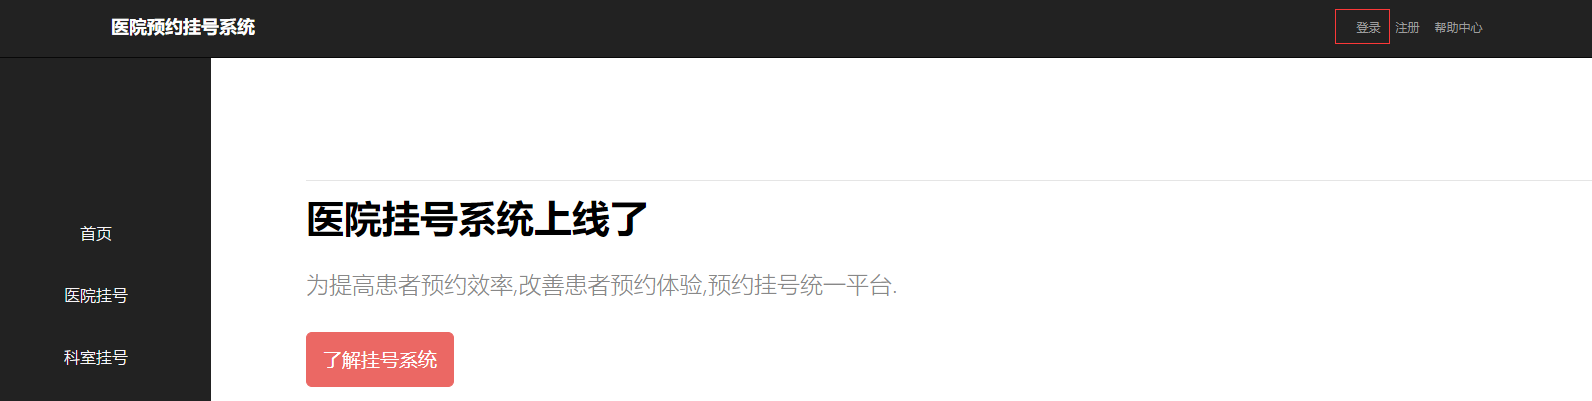 医院预约挂号系统
登录 注册 帮助中心
首页
医院挂号
科室挂号
医院挂号系统上线了
为提高患者预约效率,改善患者预约体验,预约挂号统一平台.
了解挂号系统